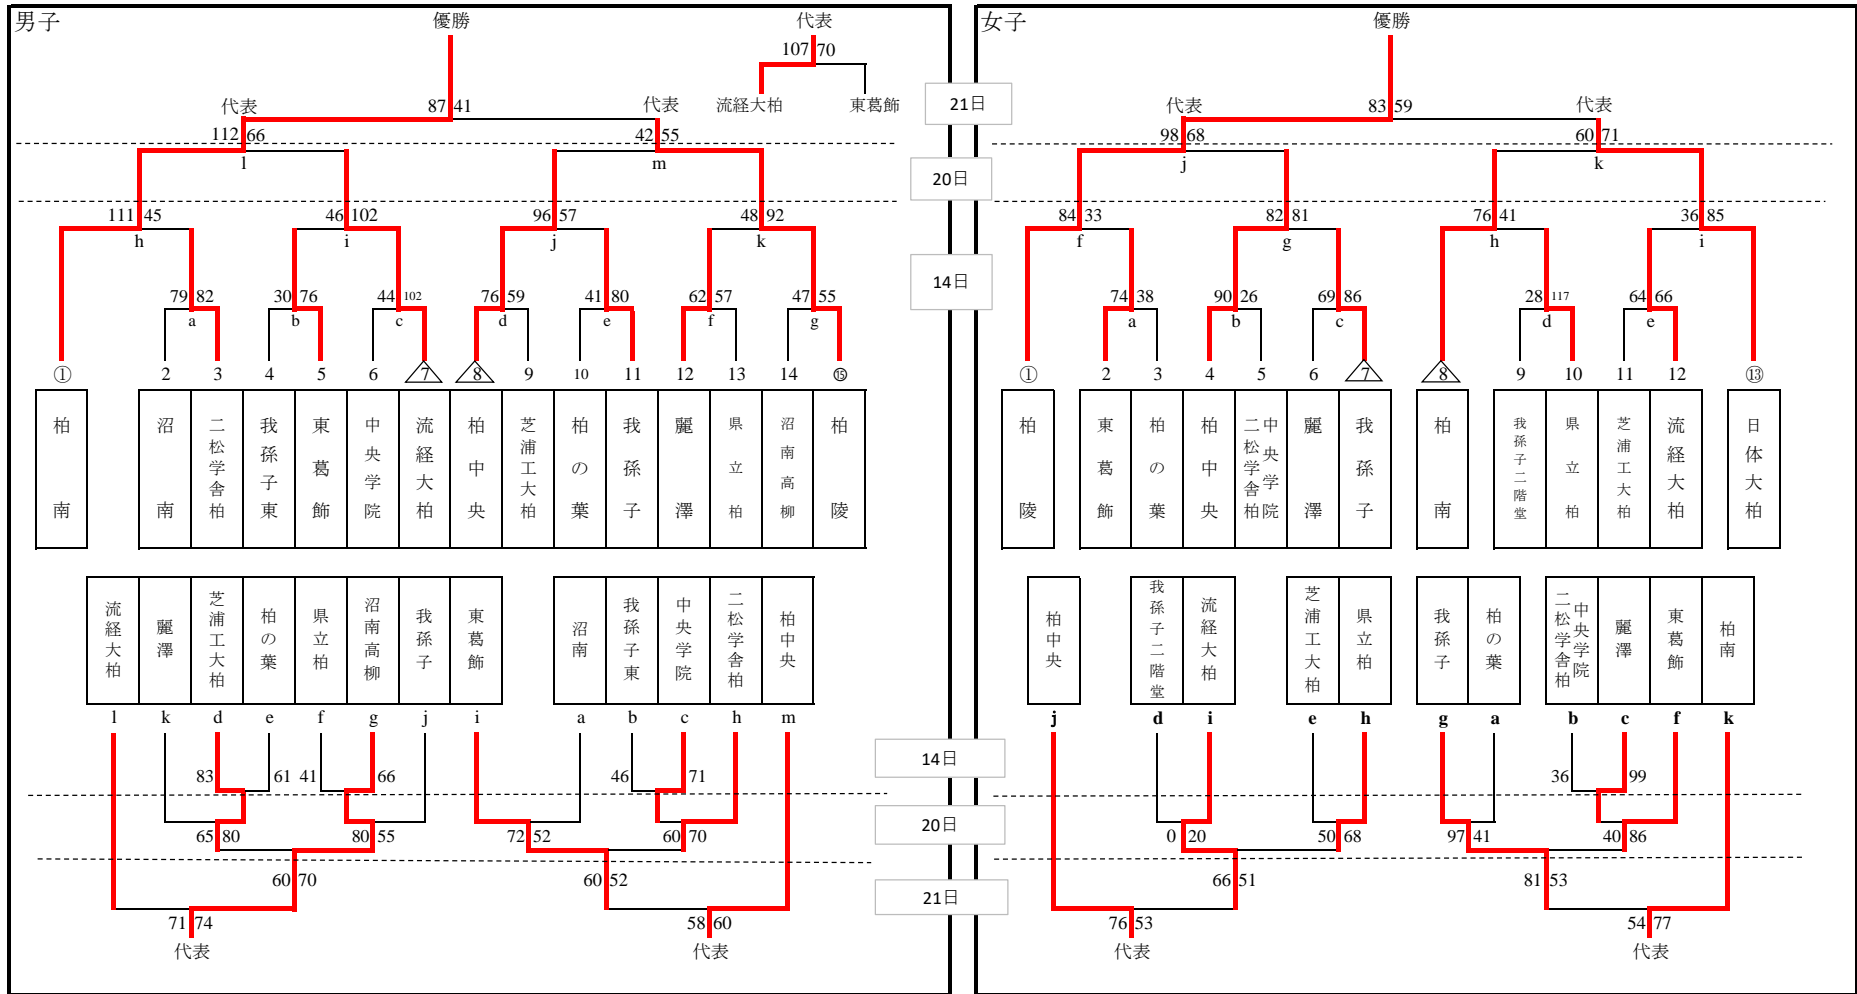 男子
優勝
代表
107 70
流経大柏 東葛飾
代表 87 41 代表
112 66 42 55
l m
111 45 46 102 96 57 48 92
h i j k
79 82 30 76 44 102 76 59 41 80 62 57 47 55
a b c d e f g
① 2 3 4 5 6 7 8 9 10 11 12 13 14 ⑮
柏南
沼南
二松学舎柏
我孫子東
東葛飾
中央学院
流経大柏
柏中央
芝浦工大柏
柏の葉
我孫子
麗澤
県立柏
沼南高柳
柏陵
流経大柏
麗澤
芝浦工大柏
柏の葉
県立柏
沼南高柳
我孫子
東葛飾
沼南
我孫子東
中央学院
二松学舎柏
柏中央
l k d e f g j i a b c h m
83 61 41 66 46 71
65 80 80 55 72 52 60 70
60 70 60 52
71 74 58 60
代表 代表
21日
20日
14日
14日
20日
21日
女子
優勝
代表 83 59 代表
98 68 60 71
j k
84 33 82 81 76 41 36 85
f g h i
74 38 90 26 69 86 28 117 64 66
a b c d e
① 2 3 4 5 6 7 8 9 10 11 12 ⑬
柏陵
東葛飾
柏の葉
柏中央
中央学院
二松学舎柏
麗澤
我孫子
柏南
我孫子二階堂
県立柏
芝浦工大柏
流経大柏
日体大柏
柏中央
我孫子二階堂
流経大柏
芝浦工大柏
県立柏
我孫子
柏の葉
中央学院
二松学舎柏
麗澤
東葛飾
柏南
j d i e h g a b c f k
36 99
0 20 50 68 97 41 40 86
66 51 81 53
76 53 54 77
代表 代表